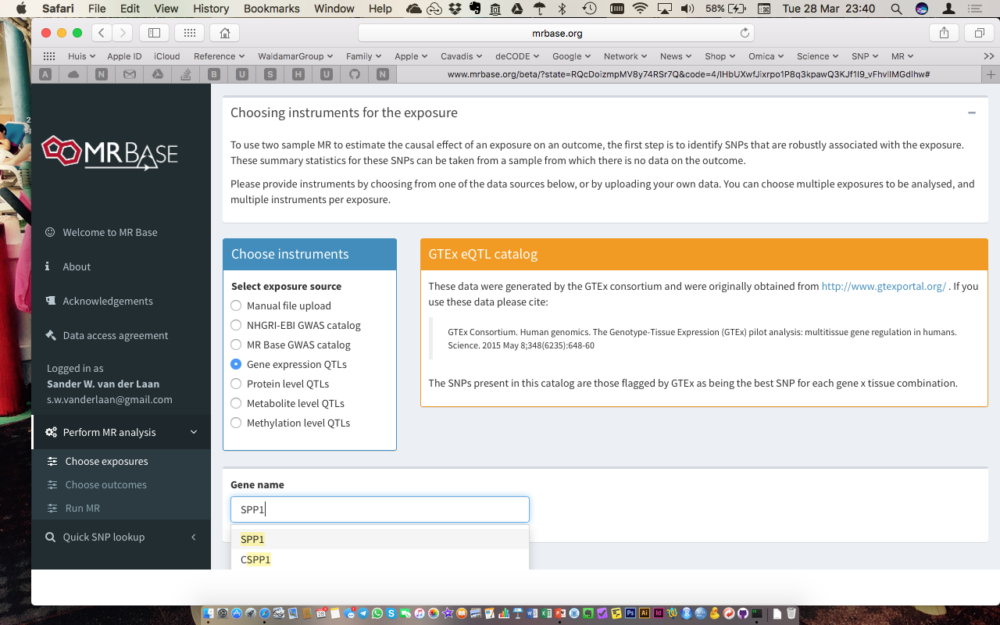 Safari File Edit View History Bookmarks Window Help 58% Tue 28 Mar 23:40
mrbase.org
Huis Apple ID iCloud Reference WaldamarGroup Family Apple Cavadis deCODE Google Network News Shop Omica Science SNP MR
A N B U S H U N
MR BASE
Choosing instruments for the exposure
To use two sample MR to estimate the causal effect of an exposure on an outcome, the first step is to identify SNPs that are robustly associated with the exposure.
These summary statistics for these SNPs can be taken from a sample from which there is no data on the outcome.
Please provide instruments by choosing from one of the data sources below, or by uploading your own data. You can choose multiple exposures to be analysed, and
multiple instruments per exposure.
Welcome to MR Base
About
Acknowledgements
Data access agreement
Logged in as
Sander W. van der Laan
s.w.vanderlaan@gmail.com
Perform MR analysis
Choose exposures
Choose outcomes
Run MR
Quick SNP lookup
Choose instruments
Select exposure source
Manual file upload
NHGRI-EBI GWAS catalog
MR Base GWAS catalog
Gene expression QTLs
Protein level QTLs
Metabolite level QTLs
Methylation level QTLs
GTEx eQTL catalog
These data were generated by the GTEx consortium and were originally obtained from http://www.gtexportal.org/ . If you
use these data please cite:
GTEx Consortium. Human genomics. The Genotype-Tissue Expression (GTEx) pilot analysis: multitissue gene regulation in humans.
Science. 2015 May 8;348(6235):648-60
The SNPs present in this catalog are those flagged by GTEx as being the best SNP for each gene x tissue combination.
Gene name
SPP1
SPP1
CSPP1